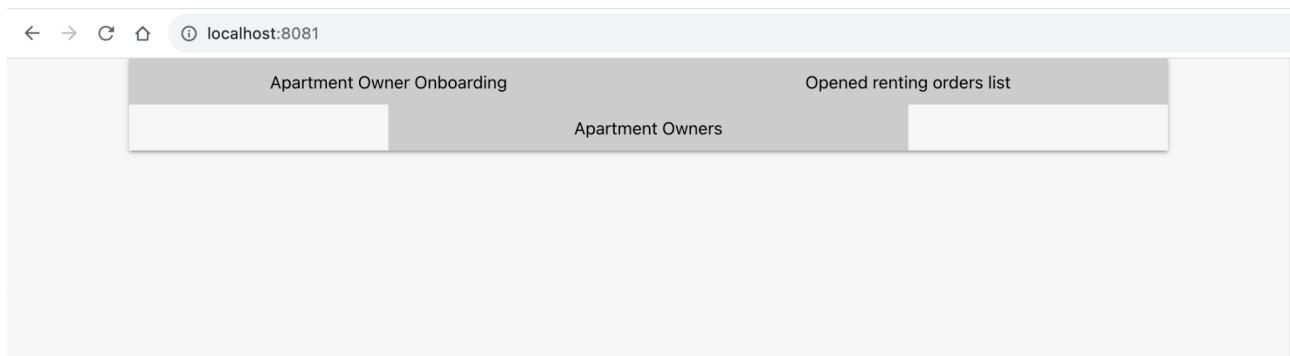 localhost:8081
Apartment Owner Onboarding
Opened renting orders list
Apartment Owners